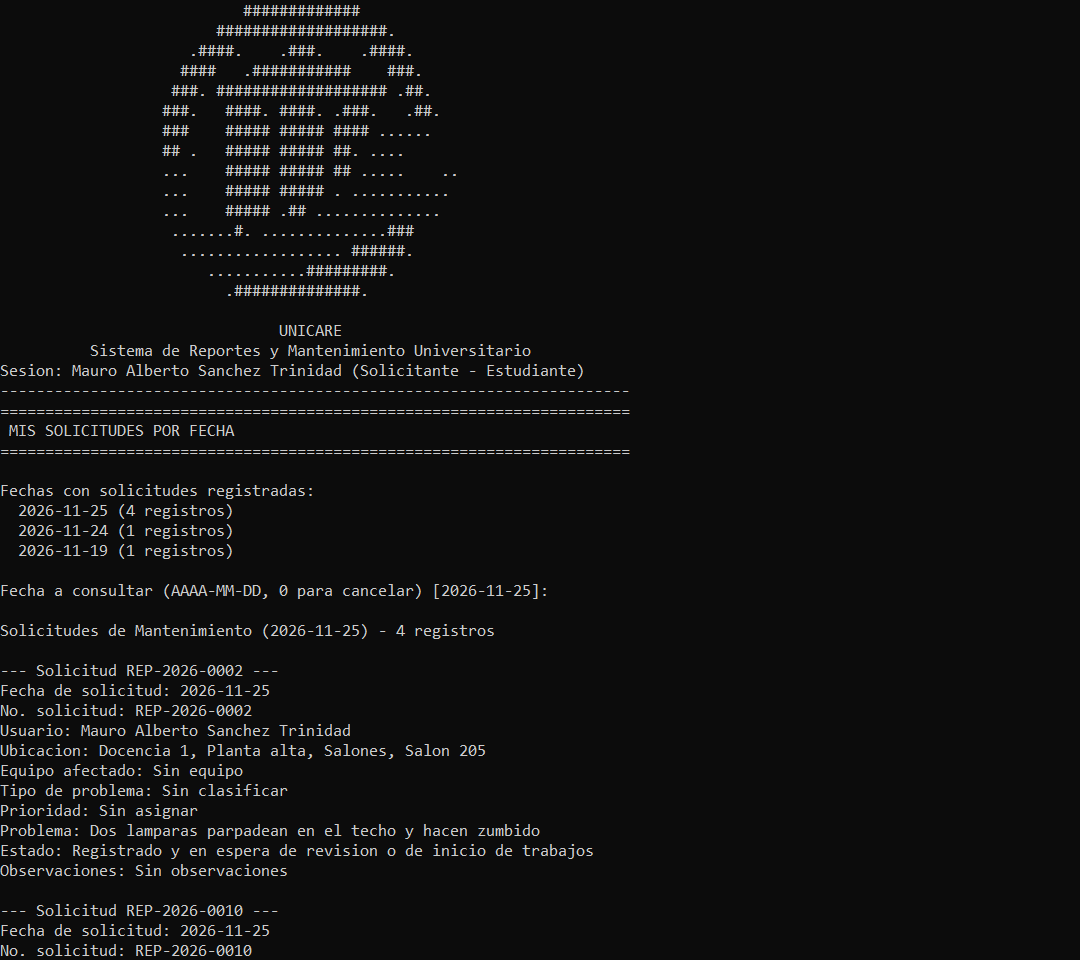 #############
###################.
.####.    .###.    .####.
####   .###########    ###.
###. ################### .##.
###.   ####. ####. .###.   .##.
###    ##### ##### #### ......
## .   ##### ##### ##. ....
...    ##### ##### ## .....    ..
...    ##### ##### . ...........
...    ##### .## ..............
.......#. ..............###
.................. ######.
...........#########.
.##############.
UNICARE
Sistema de Reportes y Mantenimiento Universitario
Sesion: Mauro Alberto Sanchez Trinidad (Solicitante - Estudiante)
----------------------------------------------------------------------
======================================================================
MIS SOLICITUDES POR FECHA
======================================================================
Fechas con solicitudes registradas:
2026-11-25 (4 registros)
2026-11-24 (1 registros)
2026-11-19 (1 registros)
Fecha a consultar (AAAA-MM-DD, 0 para cancelar) [2026-11-25]:
Solicitudes de Mantenimiento (2026-11-25) - 4 registros
--- Solicitud REP-2026-0002 ---
Fecha de solicitud: 2026-11-25
No. solicitud: REP-2026-0002
Usuario: Mauro Alberto Sanchez Trinidad
Ubicacion: Docencia 1, Planta alta, Salones, Salon 205
Equipo afectado: Sin equipo
Tipo de problema: Sin clasificar
Prioridad: Sin asignar
Problema: Dos lamparas parpadean en el techo y hacen zumbido
Estado: Registrado y en espera de revision o de inicio de trabajos
Observaciones: Sin observaciones
--- Solicitud REP-2026-0010 ---
Fecha de solicitud: 2026-11-25
No. solicitud: REP-2026-0010